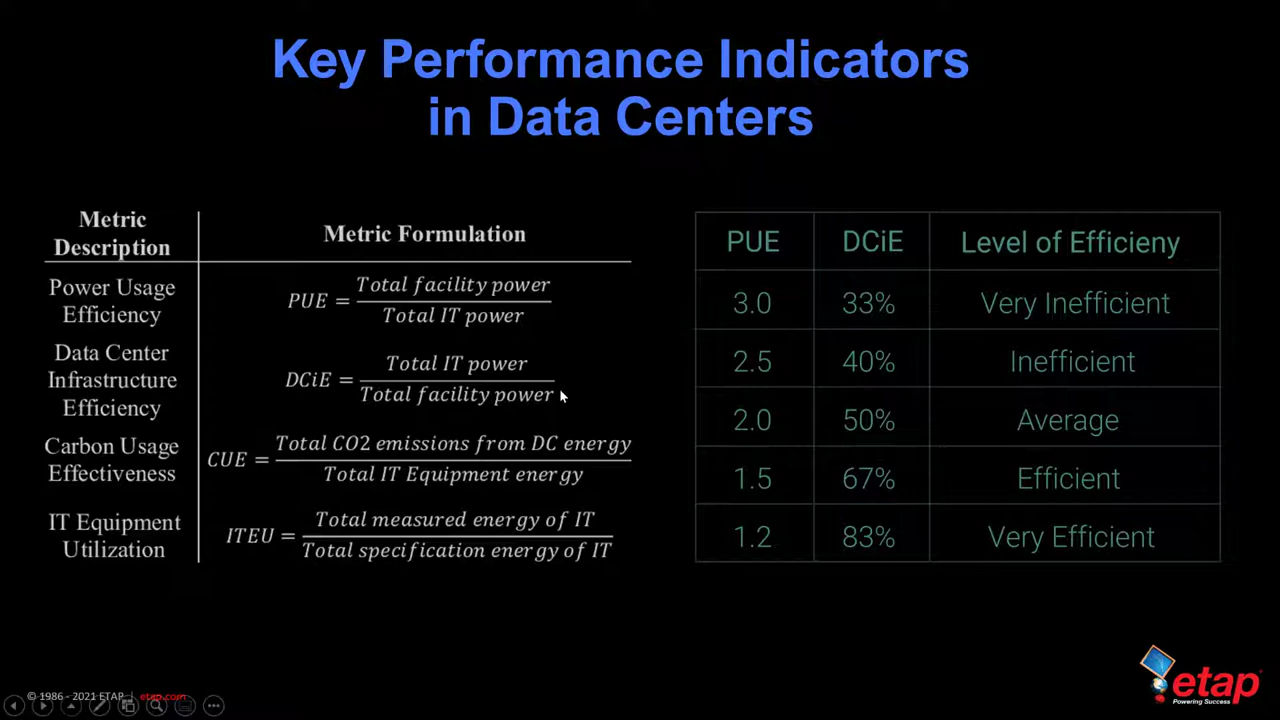 Key Performance Indicators
in Data Centers
Metric
Description
Metric Formulation
Power Usage
Efficiency
PUE = Total facility power / Total IT power
Data Center
Infrastructure
Efficiency
DCiE = Total IT power / Total facility power
Carbon Usage
Effectiveness
CUE = Total CO2 emissions from DC energy / Total IT Equipment energy
IT Equipment
Utilization
ITEU = Total measured energy of IT / Total specification energy of IT
PUE DCiE Level of Efficieny
3.0 33% Very Inefficient
2.5 40% Inefficient
2.0 50% Average
1.5 67% Efficient
1.2 83% Very Efficient
© 1986 - 2021 ETAP | etap.com
etap
Powering Success